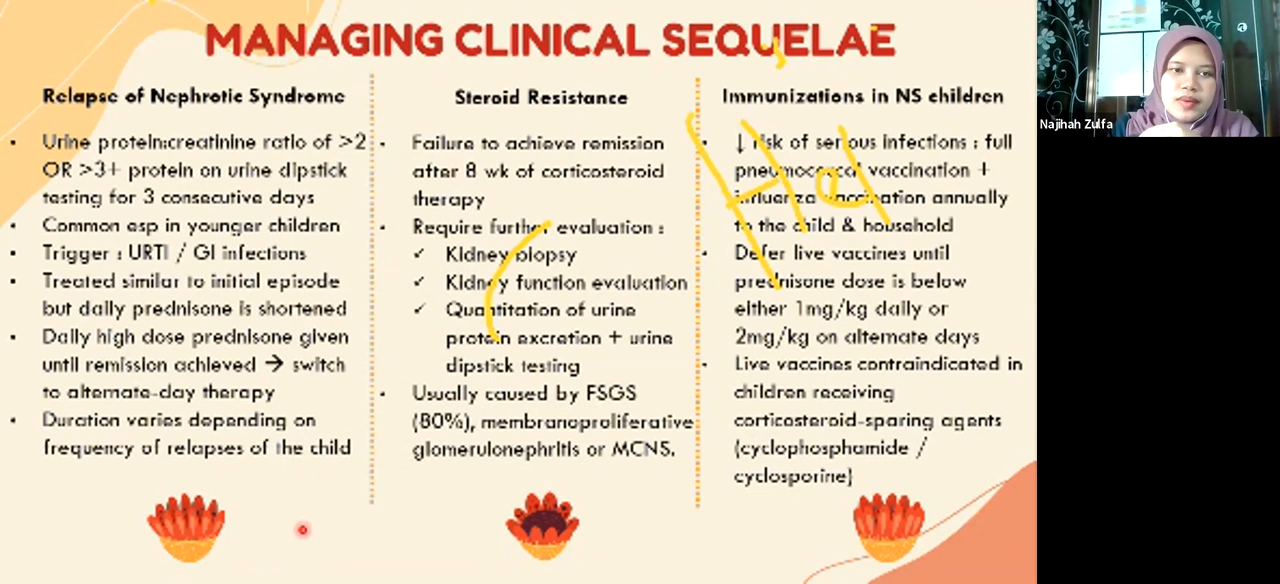 MANAGING CLINICAL SEQUELAE
Relapse of Nephrotic Syndrome
• Urine protein:creatinine ratio of >2
OR >3+ protein on urine dipstick
testing for 3 consecutive days
• Common esp in younger children
• Trigger : URTI / GI infections
• Treated similar to initial episode
but daily prednisone is shortened
• Daily high dose prednisone given
until remission achieved → switch
to alternate-day therapy
• Duration varies depending on
frequency of relapses of the child
Steroid Resistance
• Failure to achieve remission
after 8 wk of corticosteroid
therapy
• Require further evaluation :
✓ Kidney biopsy
✓ Kidney function evaluation
✓ Quantitation of urine
protein excretion + urine
dipstick testing
• Usually caused by FSGS
(80%), membranoproliferative
glomerulonephritis or MCNS.
Immunizations in NS children
• ↓ risk of serious infections : full
pneumococcal vaccination +
influenza vaccination annually
to the child & household
• Defer live vaccines until
prednisone dose is below
either 1mg/kg daily or
2mg/kg on alternate days
• Live vaccines contraindicated in
children receiving
corticosteroid-sparing agents
(cyclophosphamide /
cyclosporine)
Najihah Zulfa